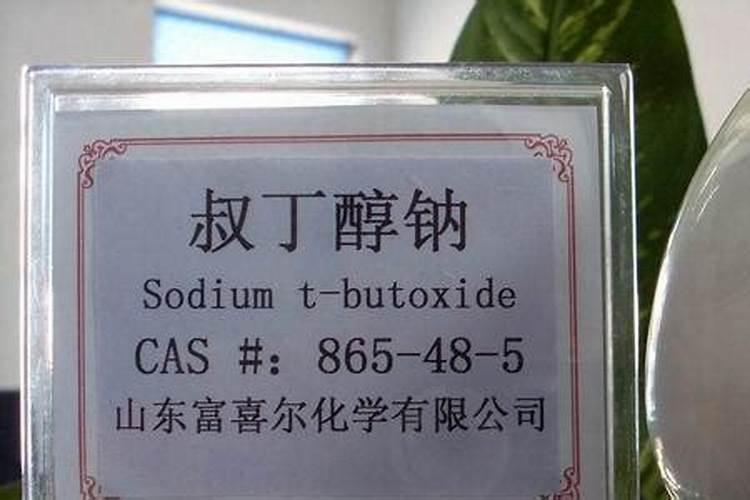 叔丁醇钠
Sodium t-butoxide
CAS #: 865-48-5
山东富喜尔化学有限公司